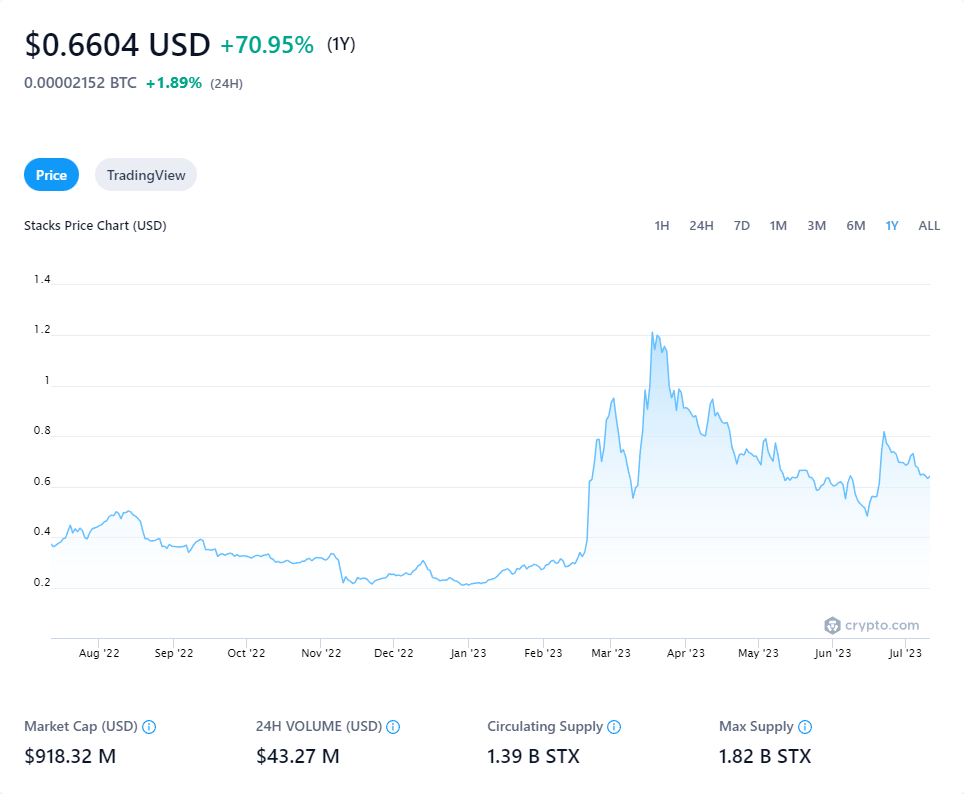 $0.6604 USD +70.95% (1Y)
0.00002152 BTC +1.89% (24H)
Price TradingView
Stacks Price Chart (USD) 1H 24H 7D 1M 3M 6M 1Y ALL
1.4
1.2
1
0.8
0.6
0.4
0.2
crypto.com
Aug '22 Sep '22 Oct '22 Nov '22 Dec '22 Jan '23 Feb '23 Mar '23 Apr '23 May '23 Jun '23 Jul '23
Market Cap (USD) 24H VOLUME (USD) Circulating Supply Max Supply
$918.32 M $43.27 M 1.39 B STX 1.82 B STX